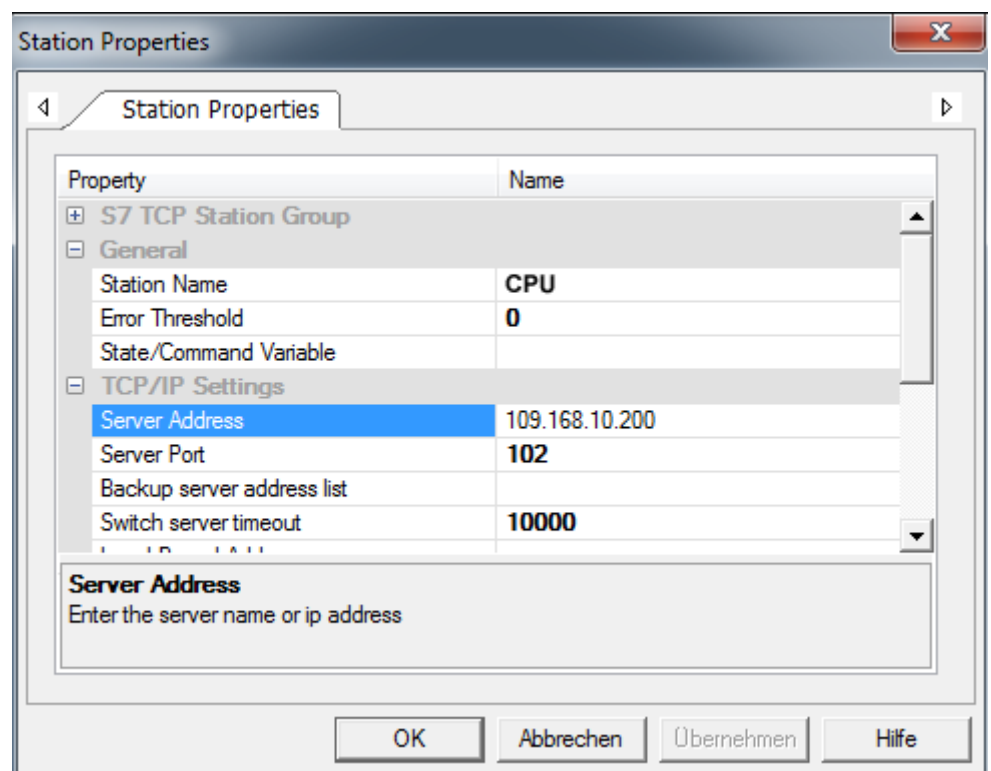 Station Properties
Station Properties
Property Name
S7 TCP Station Group
General
Station Name CPU
Error Threshold 0
State/Command Variable
TCP/IP Settings
Server Address 109.168.10.200
Server Port 102
Backup server address list
Switch server timeout 10000
Server Address
Enter the server name or ip address
OK Abbrechen Übernehmen Hilfe